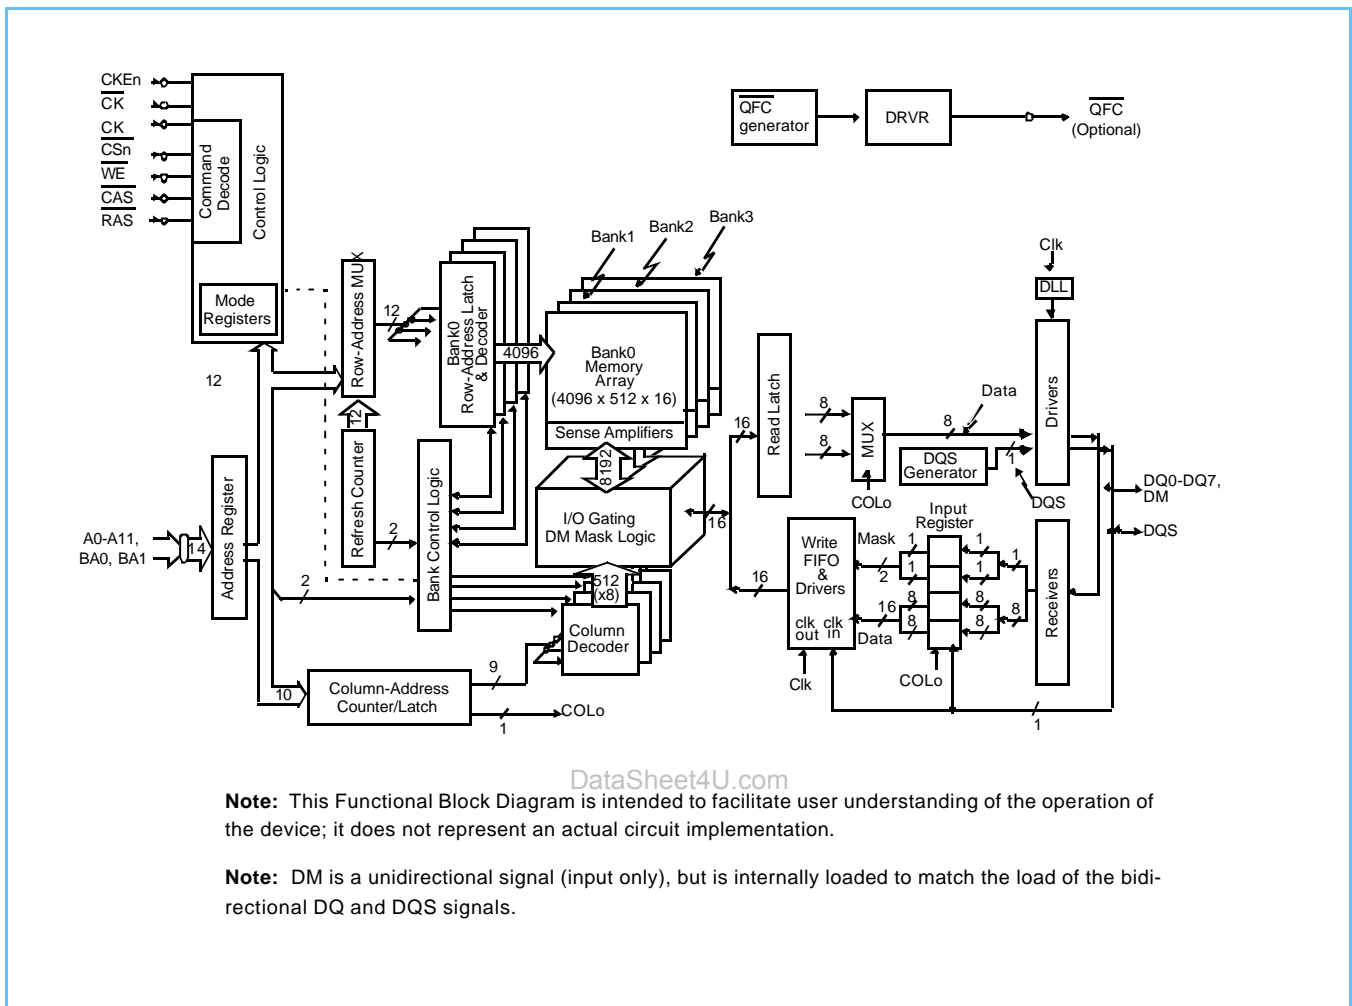 CKEn
CK
CK
CSn
WE
CAS
RAS
Command
Decode
Control Logic
Mode
Registers
QFC
generator
DRVR
QFC
(Optional)
Bank1
Bank2
Bank3
Row-Address MUX
12
Bank0
Row-Address Latch
& Decoder
4096
Bank0
Memory
Array
(4096 x 512 x 16)
Sense Amplifiers
8192
12
12
Refresh Counter
2
Bank Control Logic
I/O Gating
DM Mask Logic
16
16
Read Latch
8
8
MUX
COLo
8
Data
DQS
Generator
1
DQS
Clk
DLL
Drivers
DQ0-DQ7,
DM
DQS
A0-A11,
BA0, BA1
14
Address Register
2
512
(x8)
Column
Decoder
9
10
Column-Address
Counter/Latch
1
COLo
16
Write
FIFO
&
Drivers
clk clk
out in
Clk
Mask
2
16
Data
Input
Register
1
1
8
8
1
1
8
8
1
8
COLo
Receivers
1
DataSheet4U.com
Note: This Functional Block Diagram is intended to facilitate user understanding of the operation of
the device; it does not represent an actual circuit implementation.
Note: DM is a unidirectional signal (input only), but is internally loaded to match the load of the bidi-
rectional DQ and DQS signals.